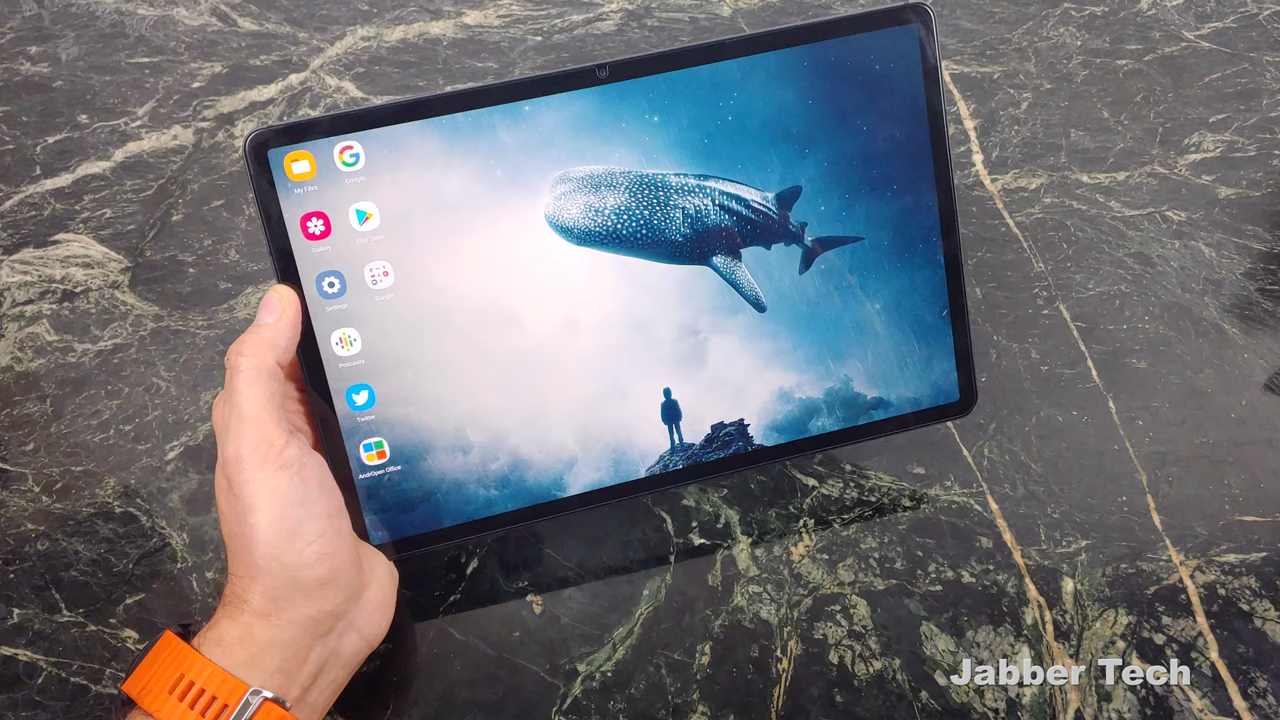 My Files
Google
Gallery
Play Store
Settings
Google
Podcasts
Twitter
AndrOpen Office
Jabber Tech